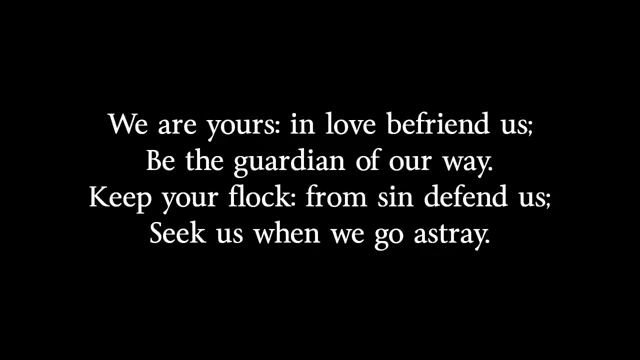 We are yours: in love befriend us;
Be the guardian of our way.
Keep your flock: from sin defend us;
Seek us when we go astray.